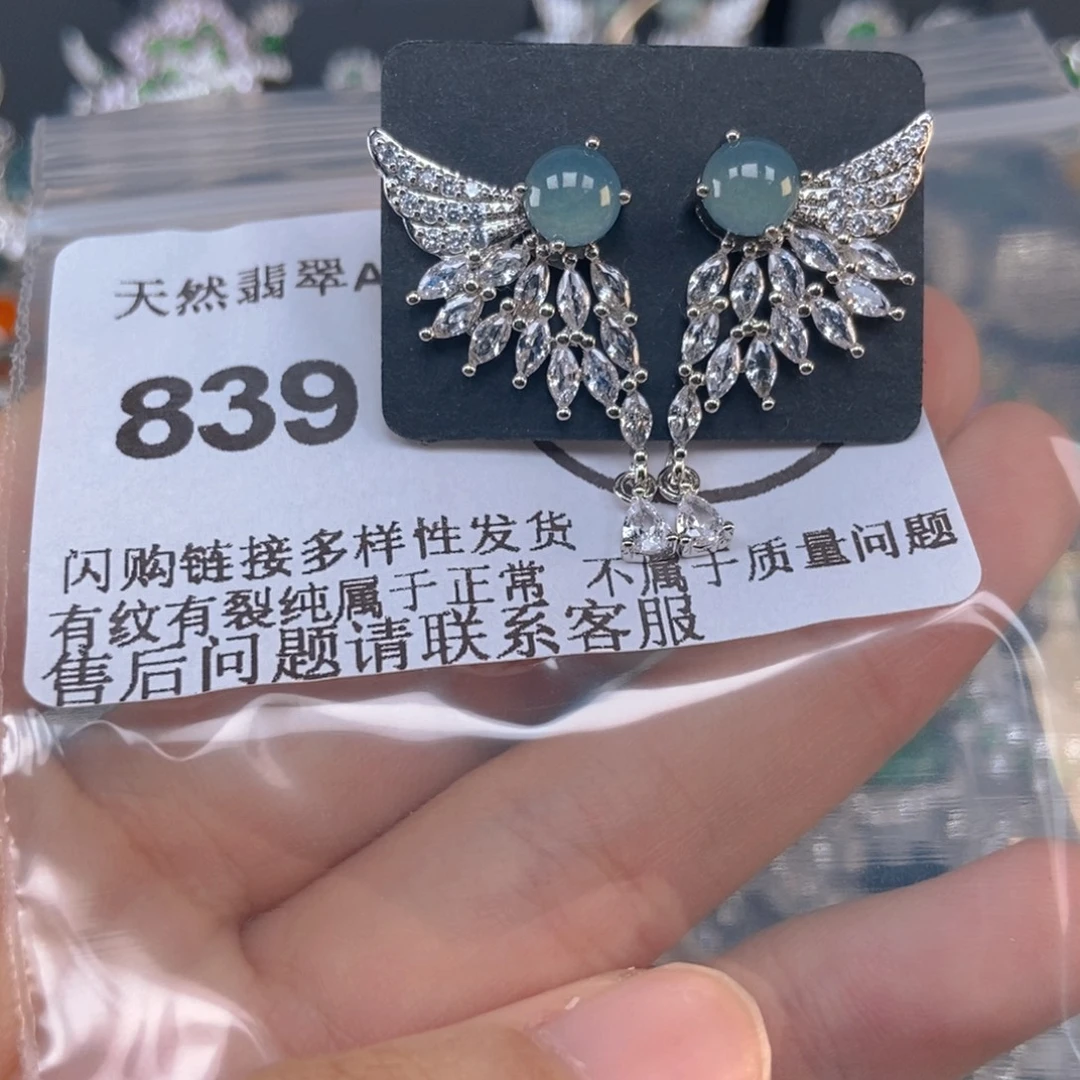 天然翡翠A
839
闪购链接多样性发货
有纹有裂纯属于正常 不属于质量问题
售后问题请联系客服